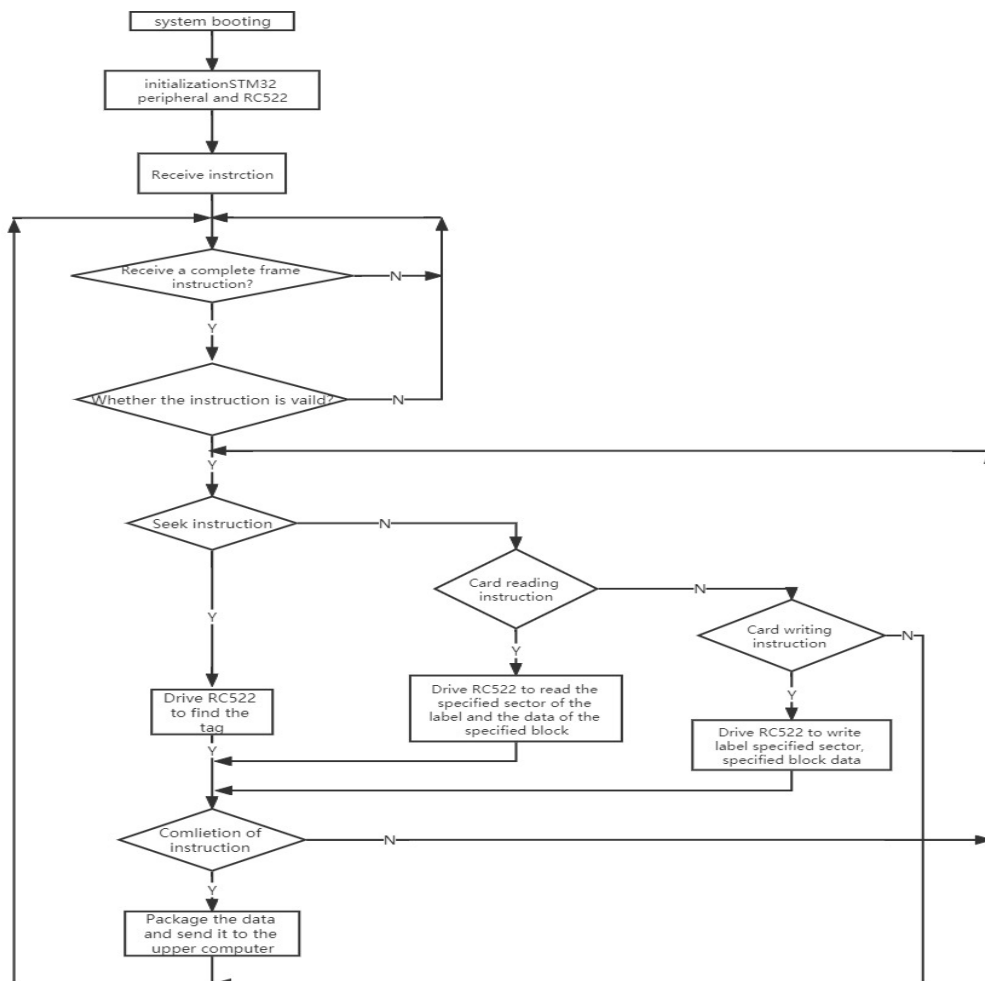 system booting
initializationSTM32
peripheral and RC522
Receive instrction
Receive a complete frame
instruction?
N
Y
Whether the instruction is vaild?
N
Y
Seek instruction
N
Card reading
instruction
N
Card writing
instruction
N
Y
Y
Y
Drive RC522
to find the
tag
Drive RC522 to read the
specified sector of the
label and the data of the
specified block
Drive RC522 to write
label specified sector,
specified block data
Y
Comlietion of
instruction
N
Y
Package the data
and send it to the
upper computer